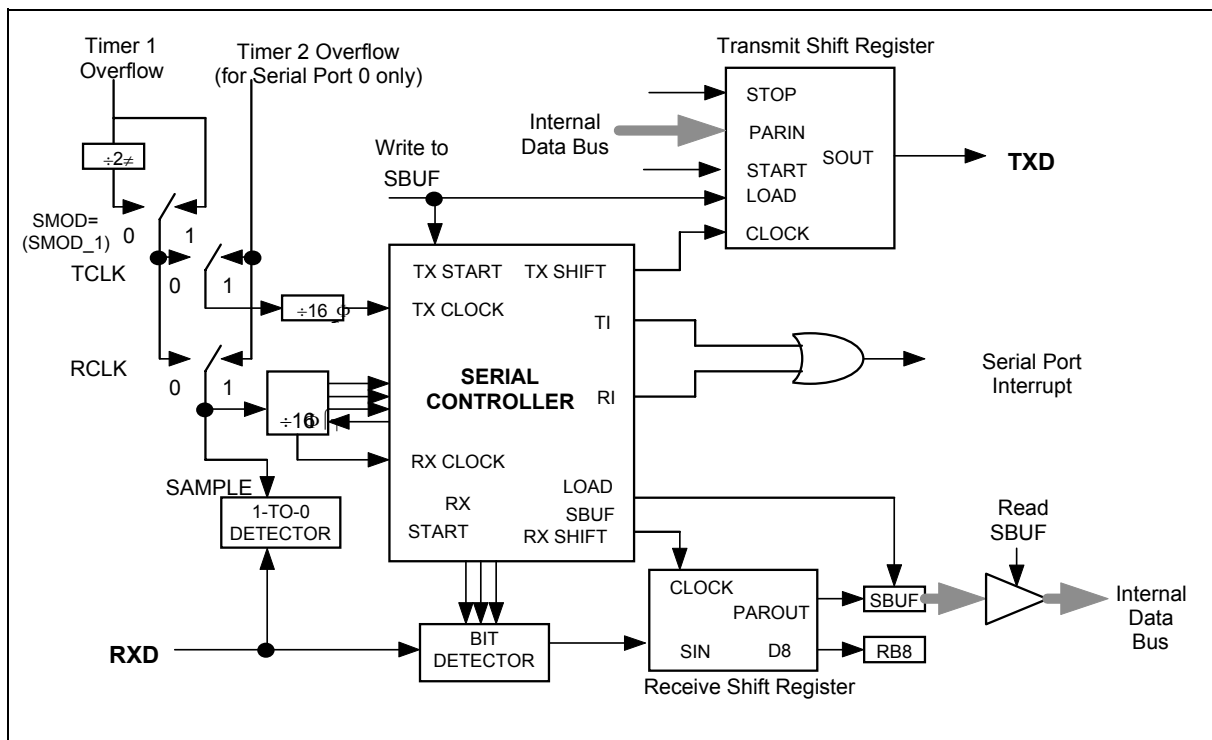 Timer 1
Overflow
Timer 2 Overflow
(for Serial Port 0 only)
Transmit Shift Register
STOP
PARIN
SOUT
START
LOAD
CLOCK
Internal
Data Bus
TXD
÷2≠
Write to
SBUF
SMOD=
(SMOD_1)
0
1
TCLK
0
1
÷16
TX START
TX SHIFT
TX CLOCK
TI
SERIAL
CONTROLLER
RI
Serial Port
Interrupt
RCLK
0
1
÷16
RX CLOCK
SAMPLE
1-TO-0
DETECTOR
RX
START
LOAD
SBUF
RX SHIFT
Read
SBUF
CLOCK
PAROUT
SIN
D8
SBUF
RB8
Internal
Data
Bus
RXD
BIT
DETECTOR
Receive Shift Register